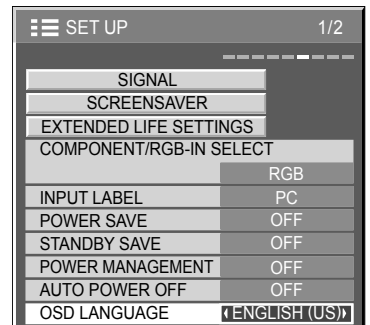 SET UP 1/2
SIGNAL
SCREENSAVER
EXTENDED LIFE SETTINGS
COMPONENT/RGB-IN SELECT
RGB
INPUT LABEL PC
POWER SAVE OFF
STANDBY SAVE OFF
POWER MANAGEMENT OFF
AUTO POWER OFF OFF
OSD LANGUAGE ENGLISH (US)